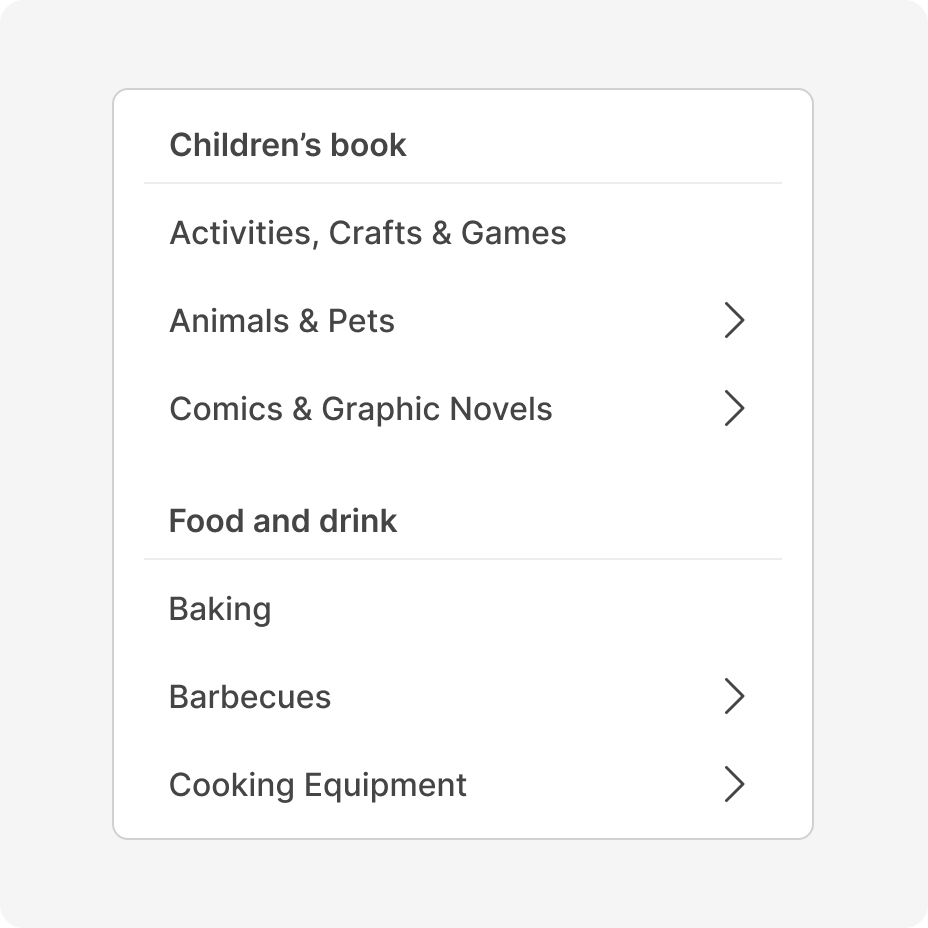 Children’s book
Activities, Crafts & Games
Animals & Pets
Comics & Graphic Novels
Food and drink
Baking
Barbecues
Cooking Equipment